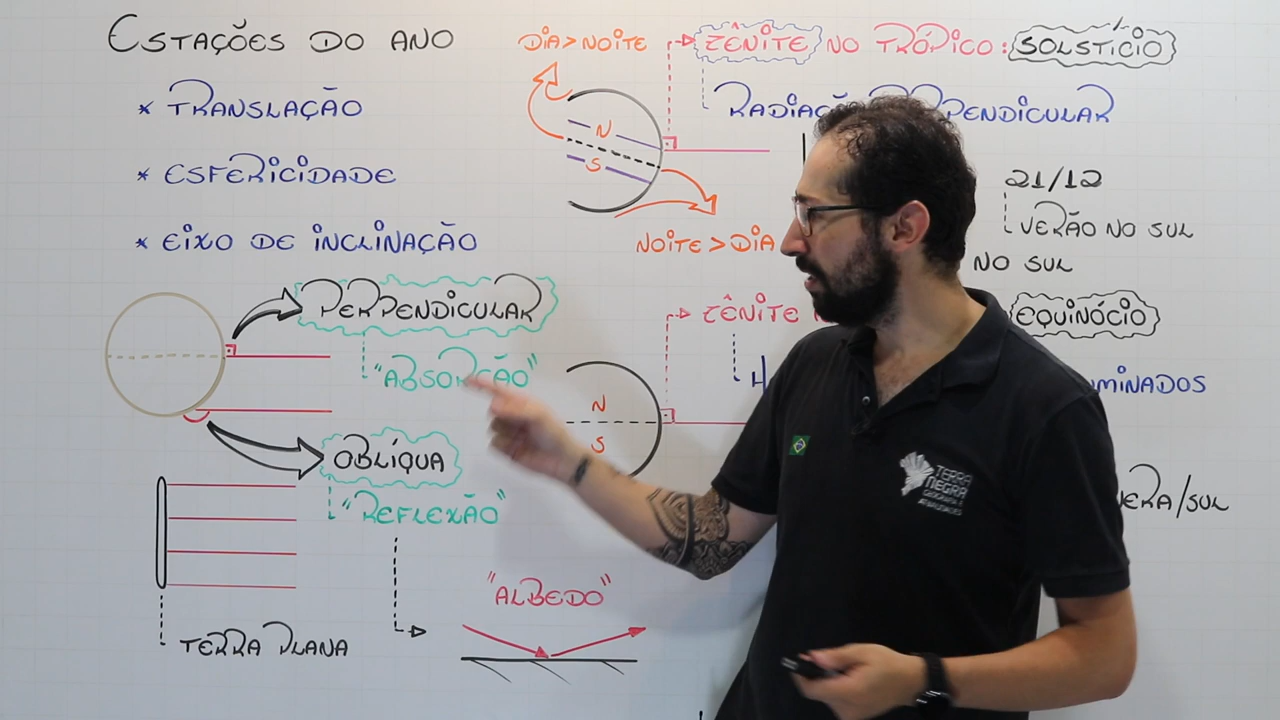 ESTAÇÕES DO ANO
* TRANSLAÇÃO
* ESFERICIDADE
* EIXO DE INCLINAÇÃO
PERPENDICULAR
"ABSORÇÃO"
OBLÍQUA
"REFLEXÃO"
"ALBEDO"
TERRA PLANA
DIA > NOITE
N
S
NOITE > DIA
ZÊNITE NO TRÓPICO: SOLSTÍCIO
21/12
VERÃO NO SUL
NO SUL
ZÊNITE
EQUINÓCIO
N
S
TERRA
NEGRA